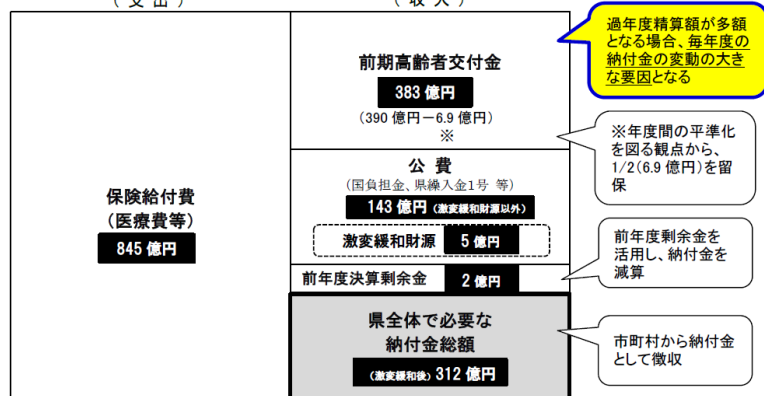 (支出)
(収入)
保険給付費
(医療費等)
845 億円
前期高齢者交付金
383 億円
(390 億円－6.9 億円)
※
公 費
(国負担金、県繰入金1号 等)
143 億円 (激変緩和財源以外)
激変緩和財源 5 億円
前年度決算剰余金 2 億円
県全体で必要な
納付金総額
(激変緩和後) 312 億円
過年度精算額が多額
となる場合、毎年度の
納付金の変動の大き
な要因となる
※年度間の平準化
を図る観点から、
1/2(6.9 億円)を留
保
前年度剰余金を
活用し、納付金を
減算
市町村から納付金
として徴収